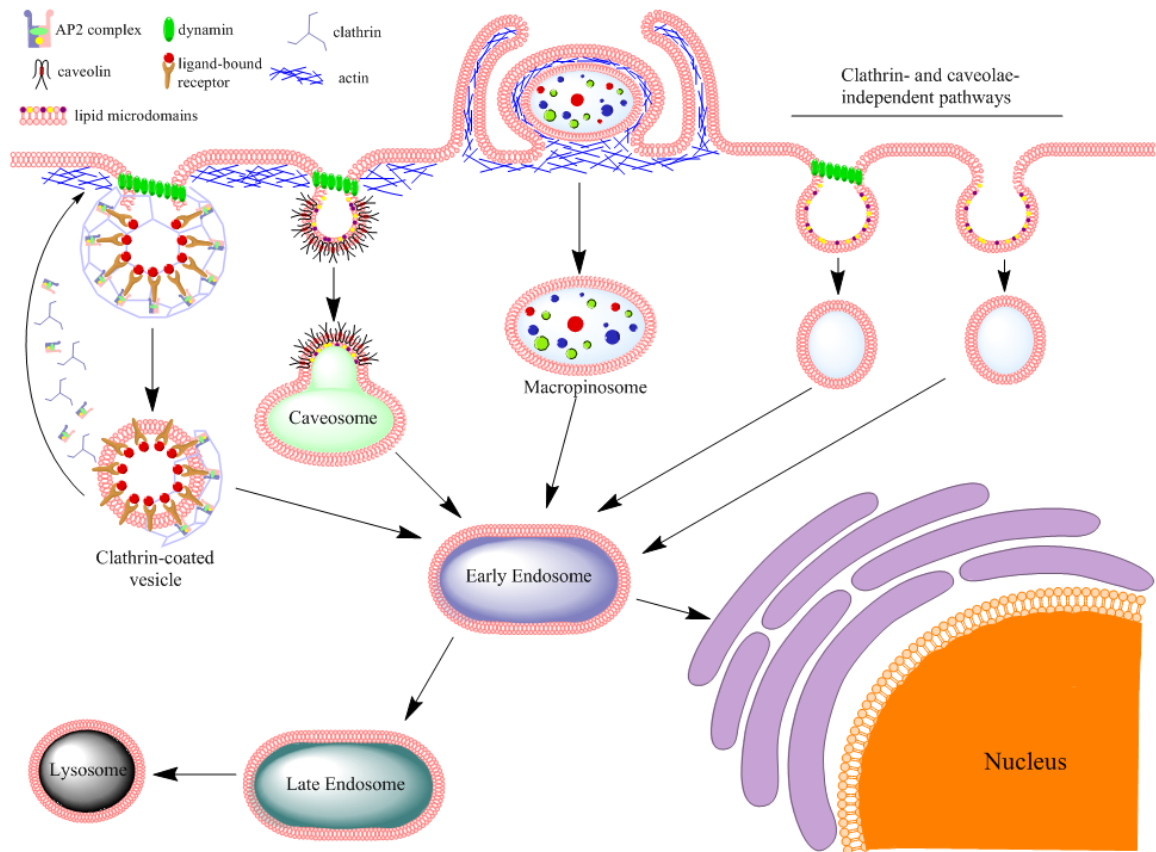 AP2 complex
dynamin
clathrin
caveolin
ligand-bound
receptor
actin
lipid microdomains
Clathrin- and caveolae-
independent pathways
Macropinosome
Caveosome
Clathrin-coated
vesicle
Early Endosome
Lysosome
Late Endosome
Nucleus